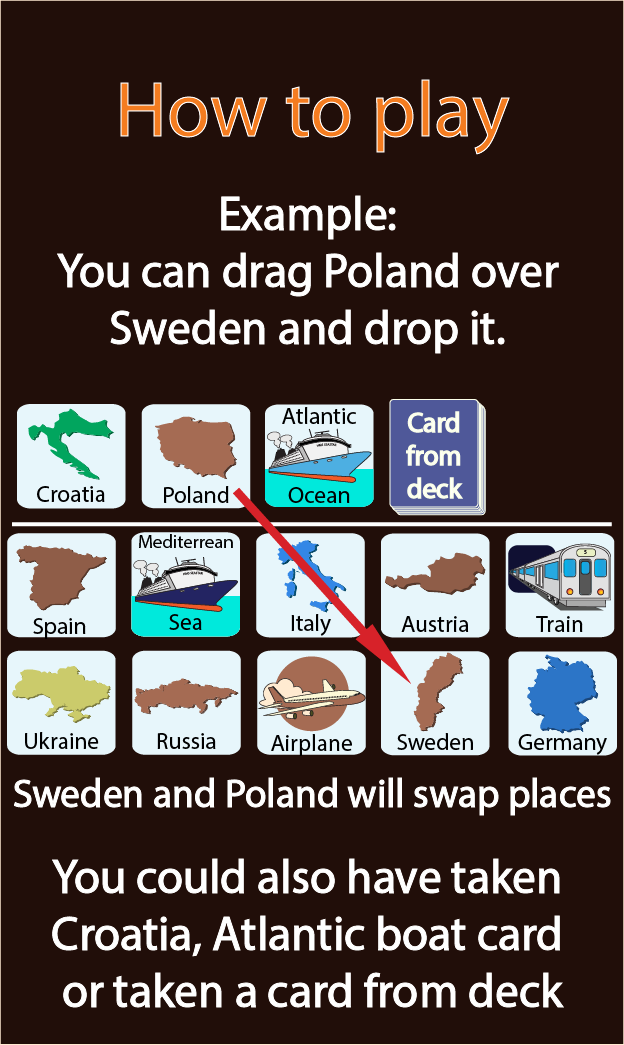 How to play
Example:
You can drag Poland over
Sweden and drop it.
Croatia
Poland
Atlantic
Ocean
Card
from
deck
Spain
Mediterrean
Sea
Italy
Austria
Train
Ukraine
Russia
Airplane
Sweden
Germany
Sweden and Poland will swap places
You could also have taken
Croatia, Atlantic boat card
or taken a card from deck